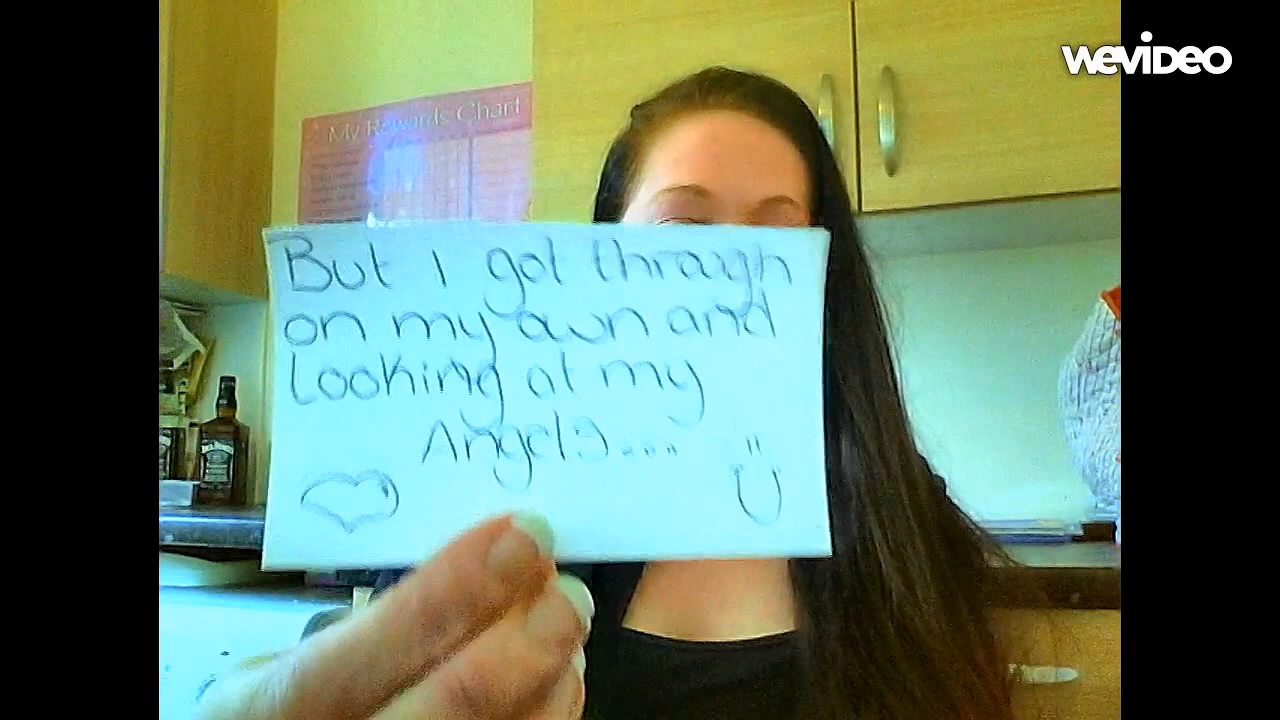 WEVIDEO
My Rewards Chart
But I got through
on my own and
Looking at my
Angels....